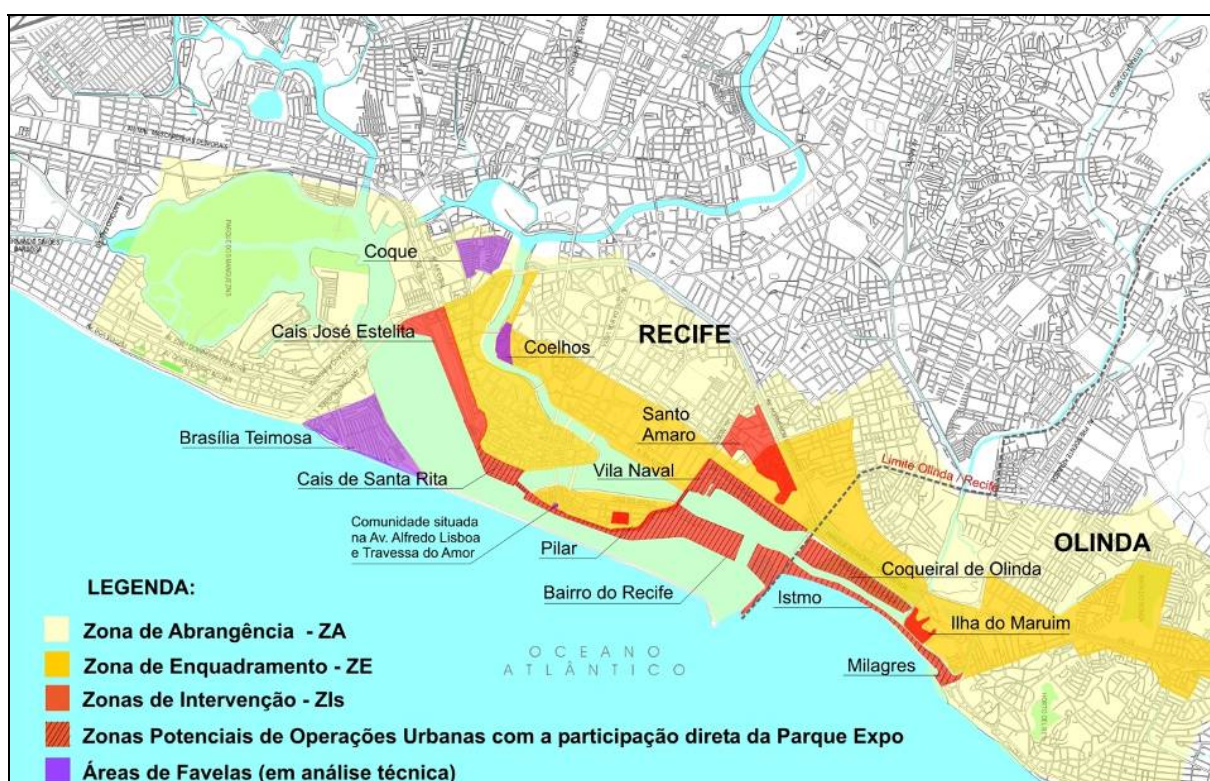 Coque
Cais José Estelita
RECIFE
Coelhos
Santo
Amaro
Brasília Teimosa
Vila Naval
Limite Olinda / Recife
Cais de Santa Rita
Comunidade situada
na Av. Alfredo Lisboa
e Travessa do Amor
Pilar
OLINDA
Coqueiral de Olinda
Bairro do Recife
Istmo
Ilha do Maruim
Milagres
OCEANO
ATLÂNTICO
LEGENDA:
Zona de Abrangência - ZA
Zona de Enquadramento - ZE
Zonas de Intervenção - ZIs
Zonas Potenciais de Operações Urbanas com a participação direta da Parque Expo
Áreas de Favelas (em análise técnica)